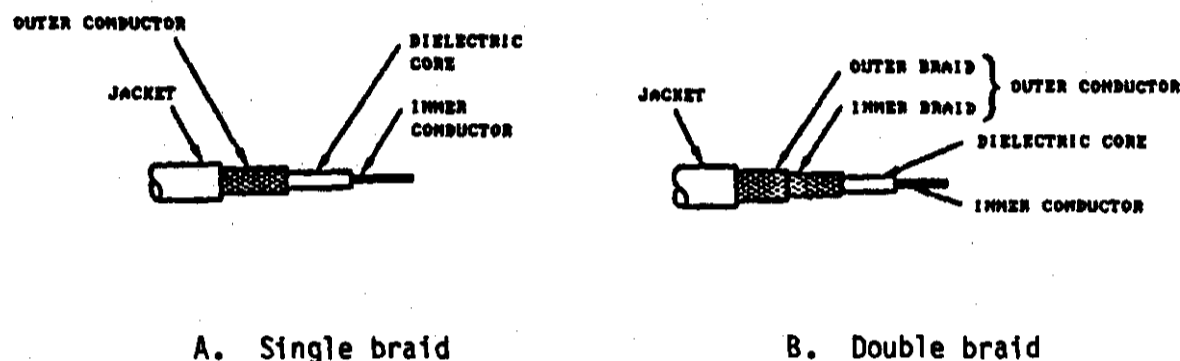 OUTER CONDUCTOR
DIELECTRIC
CORE
JACKET
INNER
CONDUCTOR
A. Single braid
OUTER BRAID
OUTER CONDUCTOR
JACKET
INNER BRAID
DIELECTRIC CORE
INNER CONDUCTOR
B. Double braid